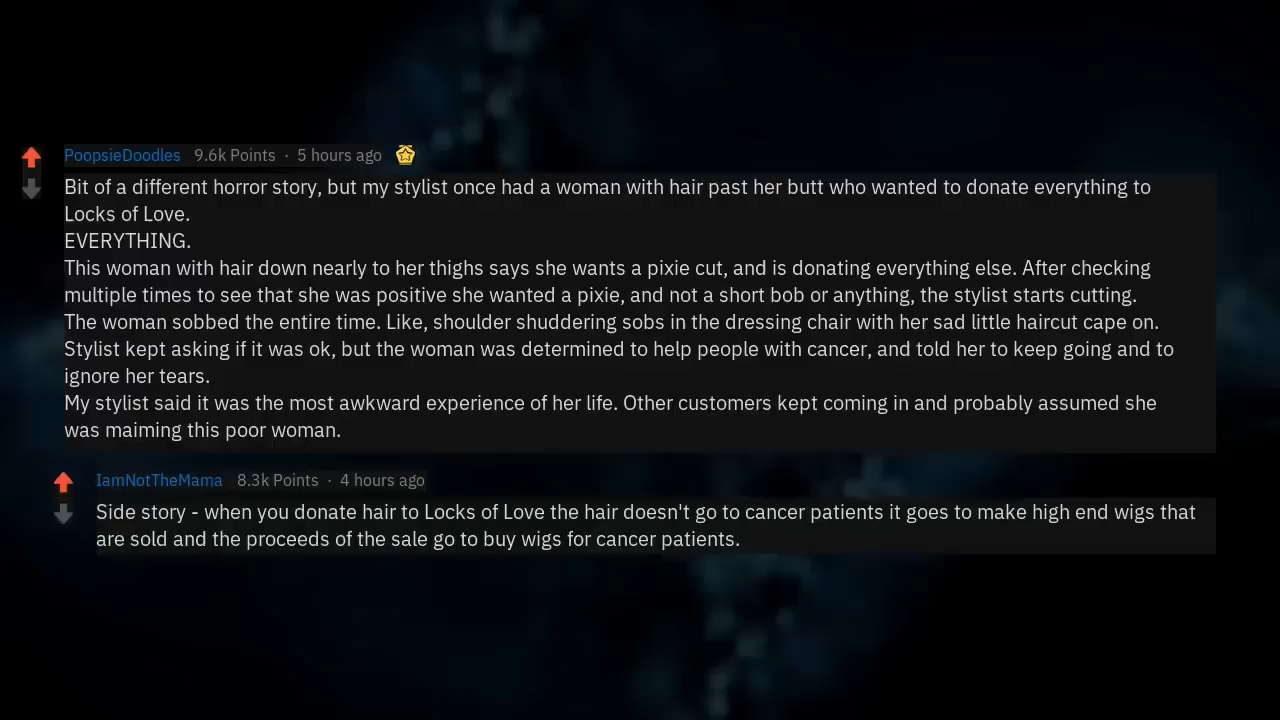 PoopsieDoodles 9.6k Points · 5 hours ago
Bit of a different horror story, but my stylist once had a woman with hair past her butt who wanted to donate everything to
Locks of Love.
EVERYTHING.
This woman with hair down nearly to her thighs says she wants a pixie cut, and is donating everything else. After checking
multiple times to see that she was positive she wanted a pixie, and not a short bob or anything, the stylist starts cutting.
The woman sobbed the entire time. Like, shoulder shuddering sobs in the dressing chair with her sad little haircut cape on.
Stylist kept asking if it was ok, but the woman was determined to help people with cancer, and told her to keep going and to
ignore her tears.
My stylist said it was the most awkward experience of her life. Other customers kept coming in and probably assumed she
was maiming this poor woman.
IamNotTheMama 8.3k Points · 4 hours ago
Side story - when you donate hair to Locks of Love the hair doesn't go to cancer patients it goes to make high end wigs that
are sold and the proceeds of the sale go to buy wigs for cancer patients.